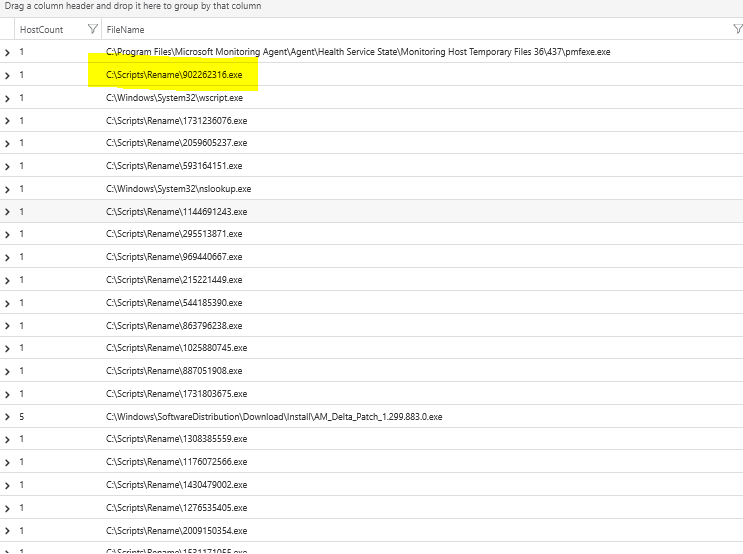 Drag a column header and drop it here to group by that column
HostCount FileName
1 C:\Program Files\Microsoft Monitoring Agent\Agent\Health Service State\Monitoring Host Temporary Files 36\437\pmfexe.exe
1 C:\Scripts\Rename\902262316.exe
1 C:\Windows\System32\wscript.exe
1 C:\Scripts\Rename\1731236076.exe
1 C:\Scripts\Rename\2059605237.exe
1 C:\Scripts\Rename\593164151.exe
1 C:\Windows\System32\nslookup.exe
1 C:\Scripts\Rename\1144691243.exe
1 C:\Scripts\Rename\295513871.exe
1 C:\Scripts\Rename\969440667.exe
1 C:\Scripts\Rename\215221449.exe
1 C:\Scripts\Rename\544185390.exe
1 C:\Scripts\Rename\863796238.exe
1 C:\Scripts\Rename\1025880745.exe
1 C:\Scripts\Rename\887051908.exe
1 C:\Scripts\Rename\1731803675.exe
5 C:\Windows\SoftwareDistribution\Download\Install\AM_Delta_Patch_1.299.883.0.exe
1 C:\Scripts\Rename\1308385559.exe
1 C:\Scripts\Rename\1176072566.exe
1 C:\Scripts\Rename\1430479002.exe
1 C:\Scripts\Rename\1276535405.exe
1 C:\Scripts\Rename\2009150354.exe
1 C:\Scripts\Rename\1531171055.exe